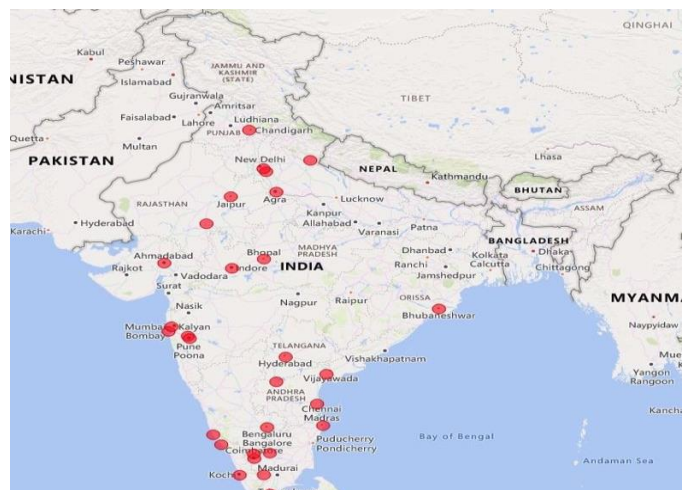 QINGHAI
Kabul
Peshawar
Islamabad
JAMMU AND
KASHMIR
(STATE)
NISTAN
Gujranwala
Amritsar
TIBET
Faisalabad
Lahore
Ludhiana
PUNJAB
Chandigarh
Quetta
Multan
Lhasa
PAKISTAN
New Delhi
NEPAL
Kathmandu
BHUTAN
RAJASTHAN
Jaipur
Agra
Lucknow
ASSAM
Kanpur
Allahabad
Patna
Varanasi
Karachi
Hyderabad
BANGLADESH
Dhaka
Ahmadabad
Bhopal
MADHYA
PRADESH
Dhanbad
Kolkata
Calcutta
Chittagong
Rajkot
Vadodara
Indore
INDIA
Ranchi
Jamshedpur
Surat
Nagpur
Raipur
ORISSA
MYANM
Nasik
Bhubaneshwar
Naypyidaw
Mumba
Bombay
Kalyan
Pune
Poona
TELANGANA
Hyderabad
Vishakhapatnam
Yangon
Rangoon
Vijayawada
ANDHRA
PRADESH
Chennai
Madras
Kanch
Bengaluru
Bangalore
Puducherry
Pondicherry
Bay of Bengal
Coimbatore
Andaman Sea
Koch
Madurai